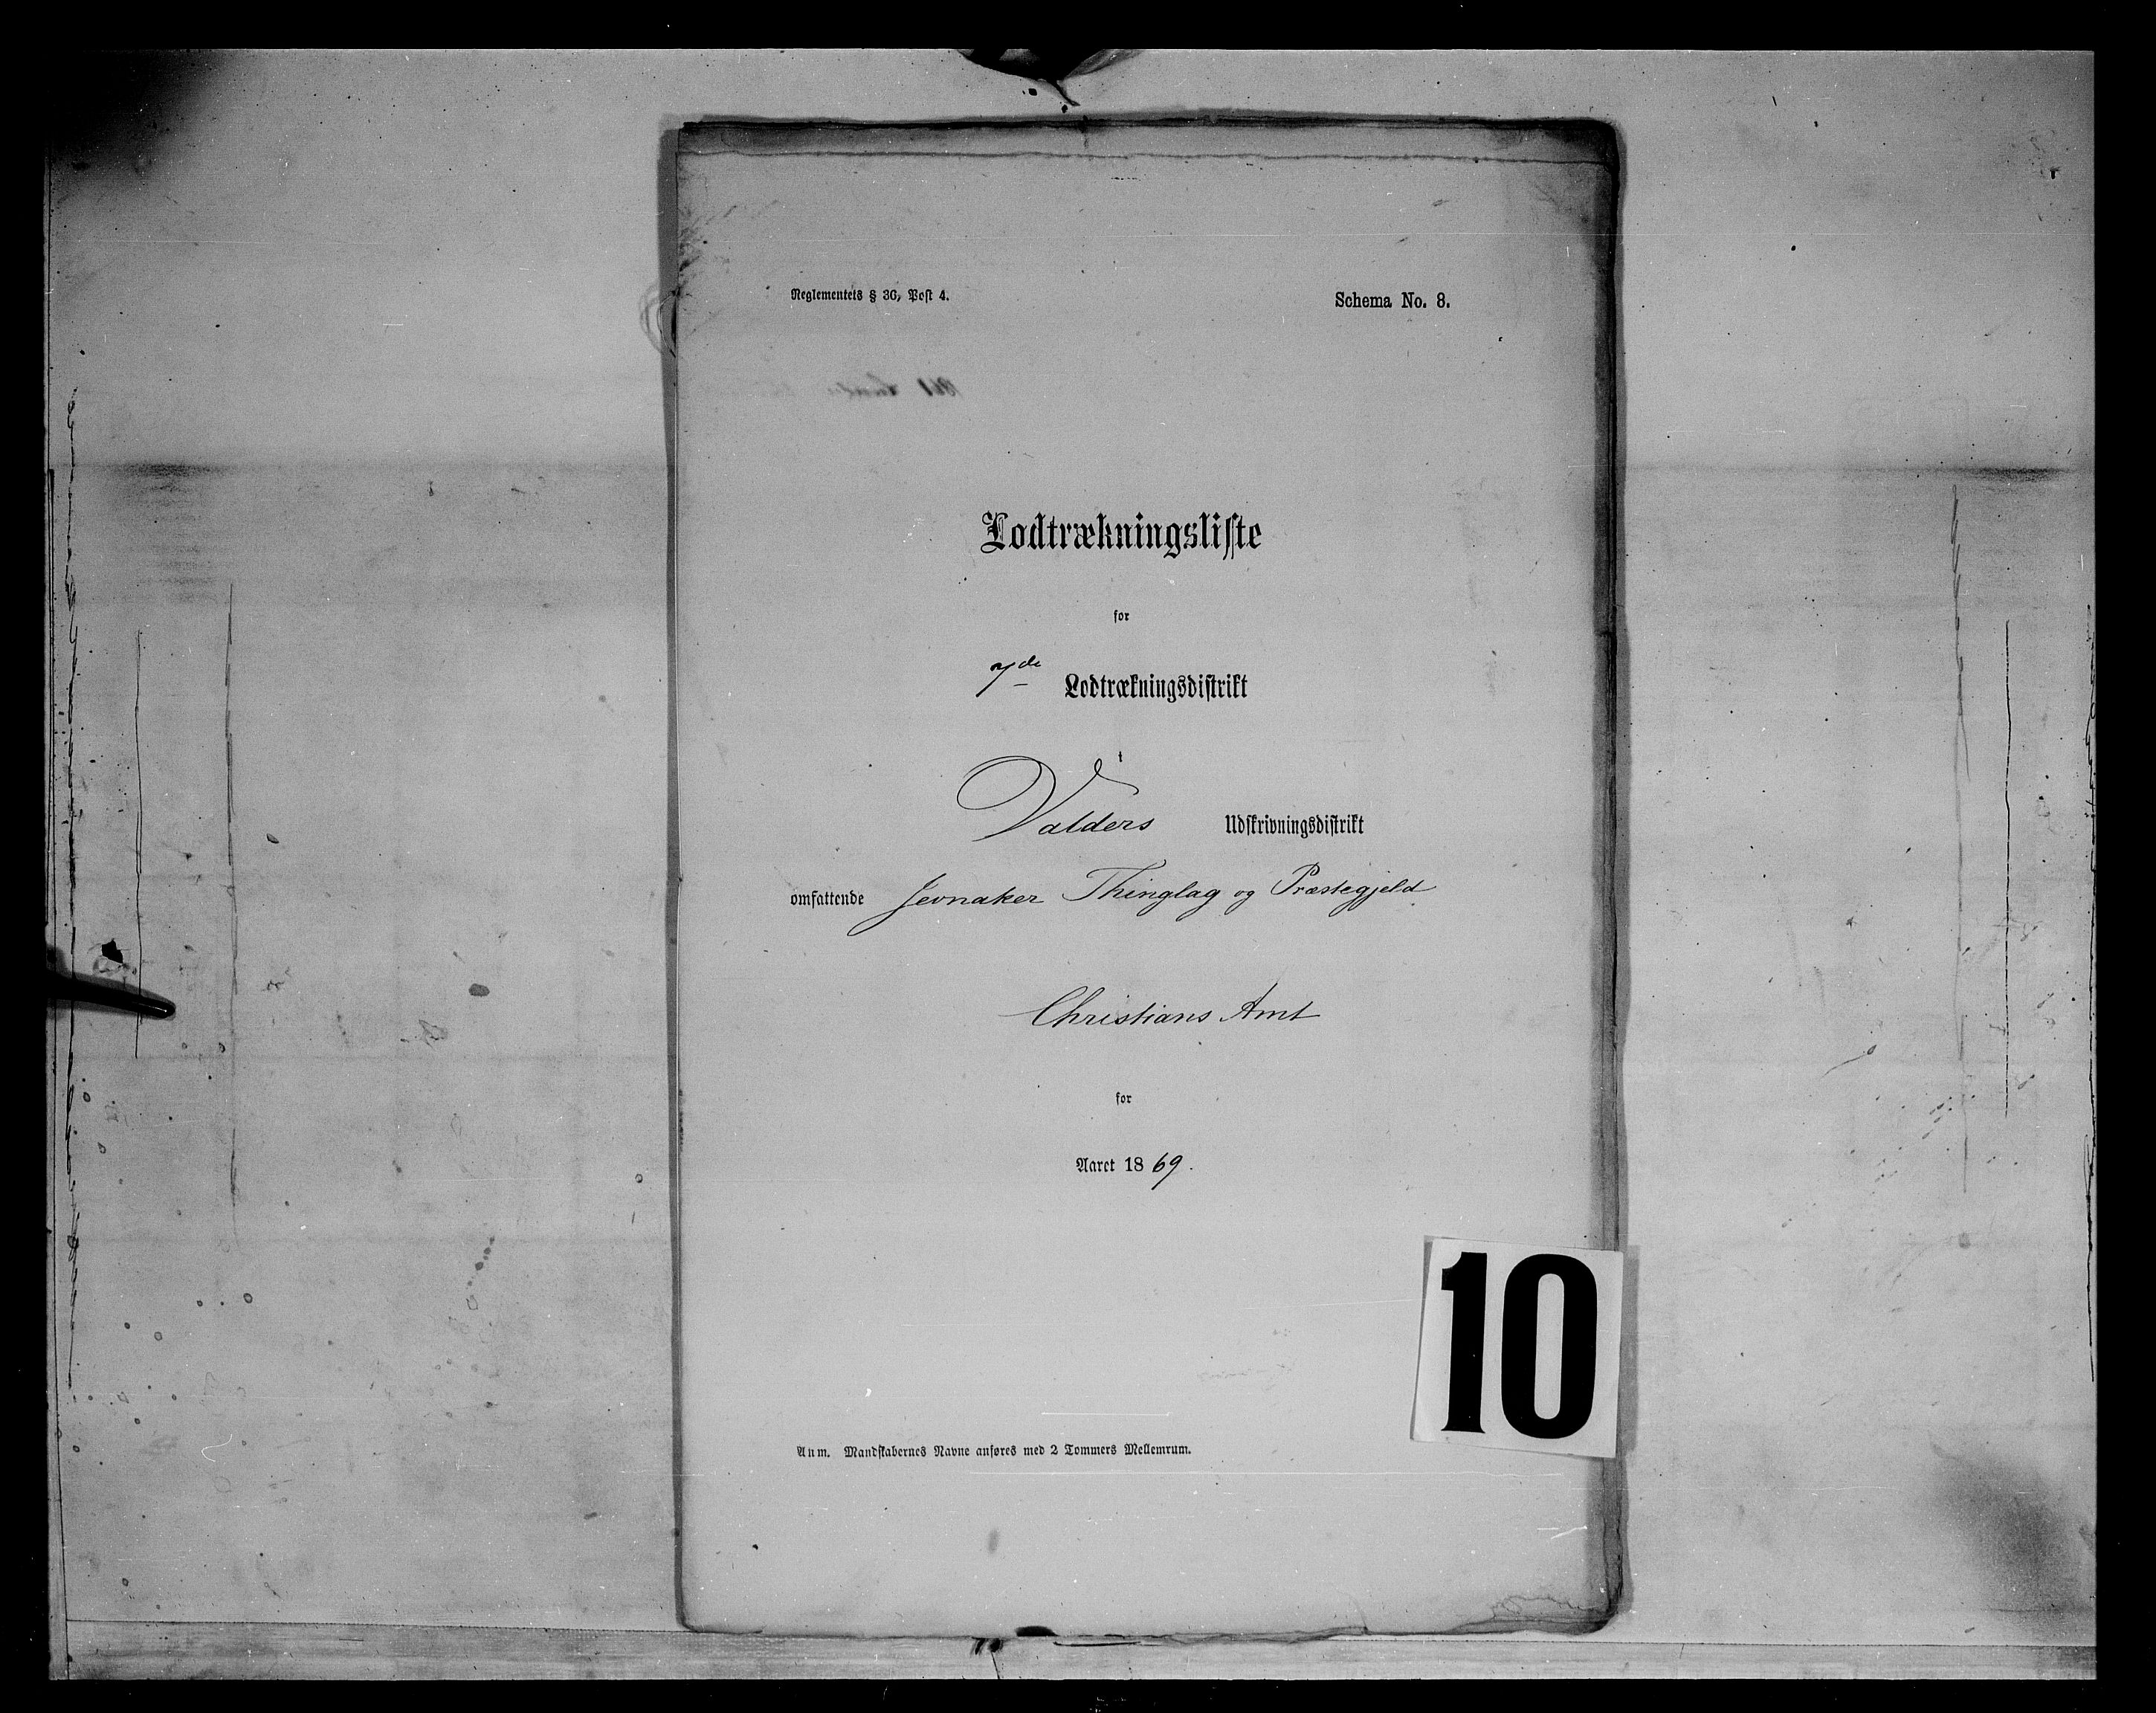 Reglementets § 36, Post 4.
Schema No. 8.
Lodtrækningsliste
for
7de Lodtrækningsdistrikt
i
Valders Udskrivningsdistrikt
omfattende Jevnaker Thinglag og Præstegjeld
Christians Amt
for
Aaret 1869.
10
Anm. Mandskabernes Navne anføres med 2 Tommers Mellemrum.